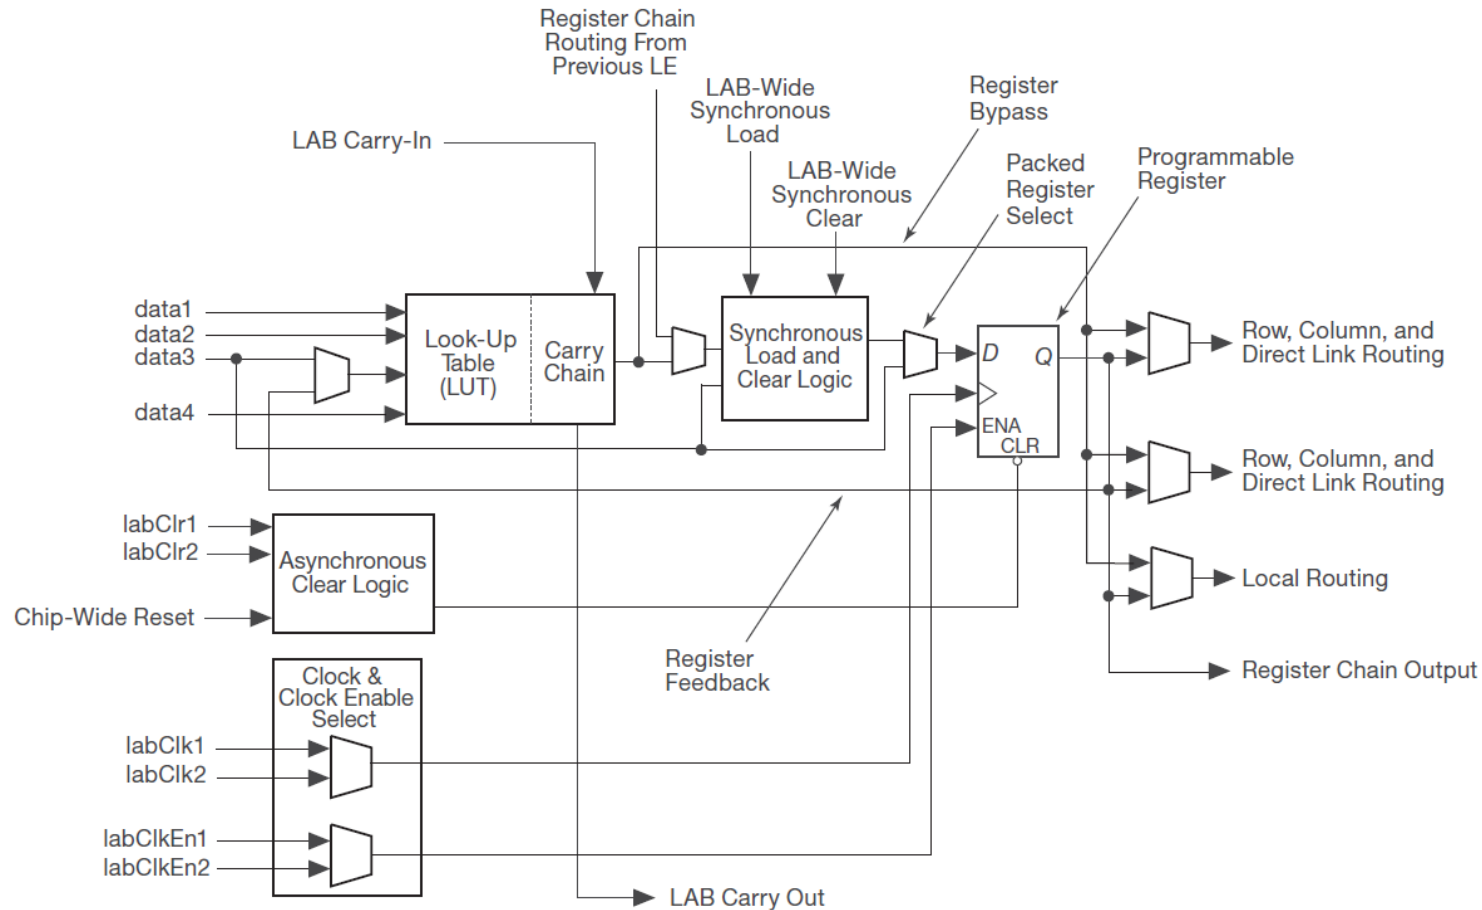 Register Chain
Routing From
Previous LE
LAB-Wide
Synchronous
Load
Register
Bypass
LAB Carry-In
LAB-Wide
Synchronous
Clear
Packed
Register
Select
Programmable
Register
data1
data2
data3
data4
Look-Up
Table
(LUT)
Carry
Chain
Synchronous
Load and
Clear Logic
D
Q
ENA
CLR
Row, Column, and
Direct Link Routing
Row, Column, and
Direct Link Routing
Local Routing
Register Chain Output
labClr1
labClr2
Chip-Wide Reset
Asynchronous
Clear Logic
Register
Feedback
Clock &
Clock Enable
Select
labClk1
labClk2
labClkEn1
labClkEn2
LAB Carry Out